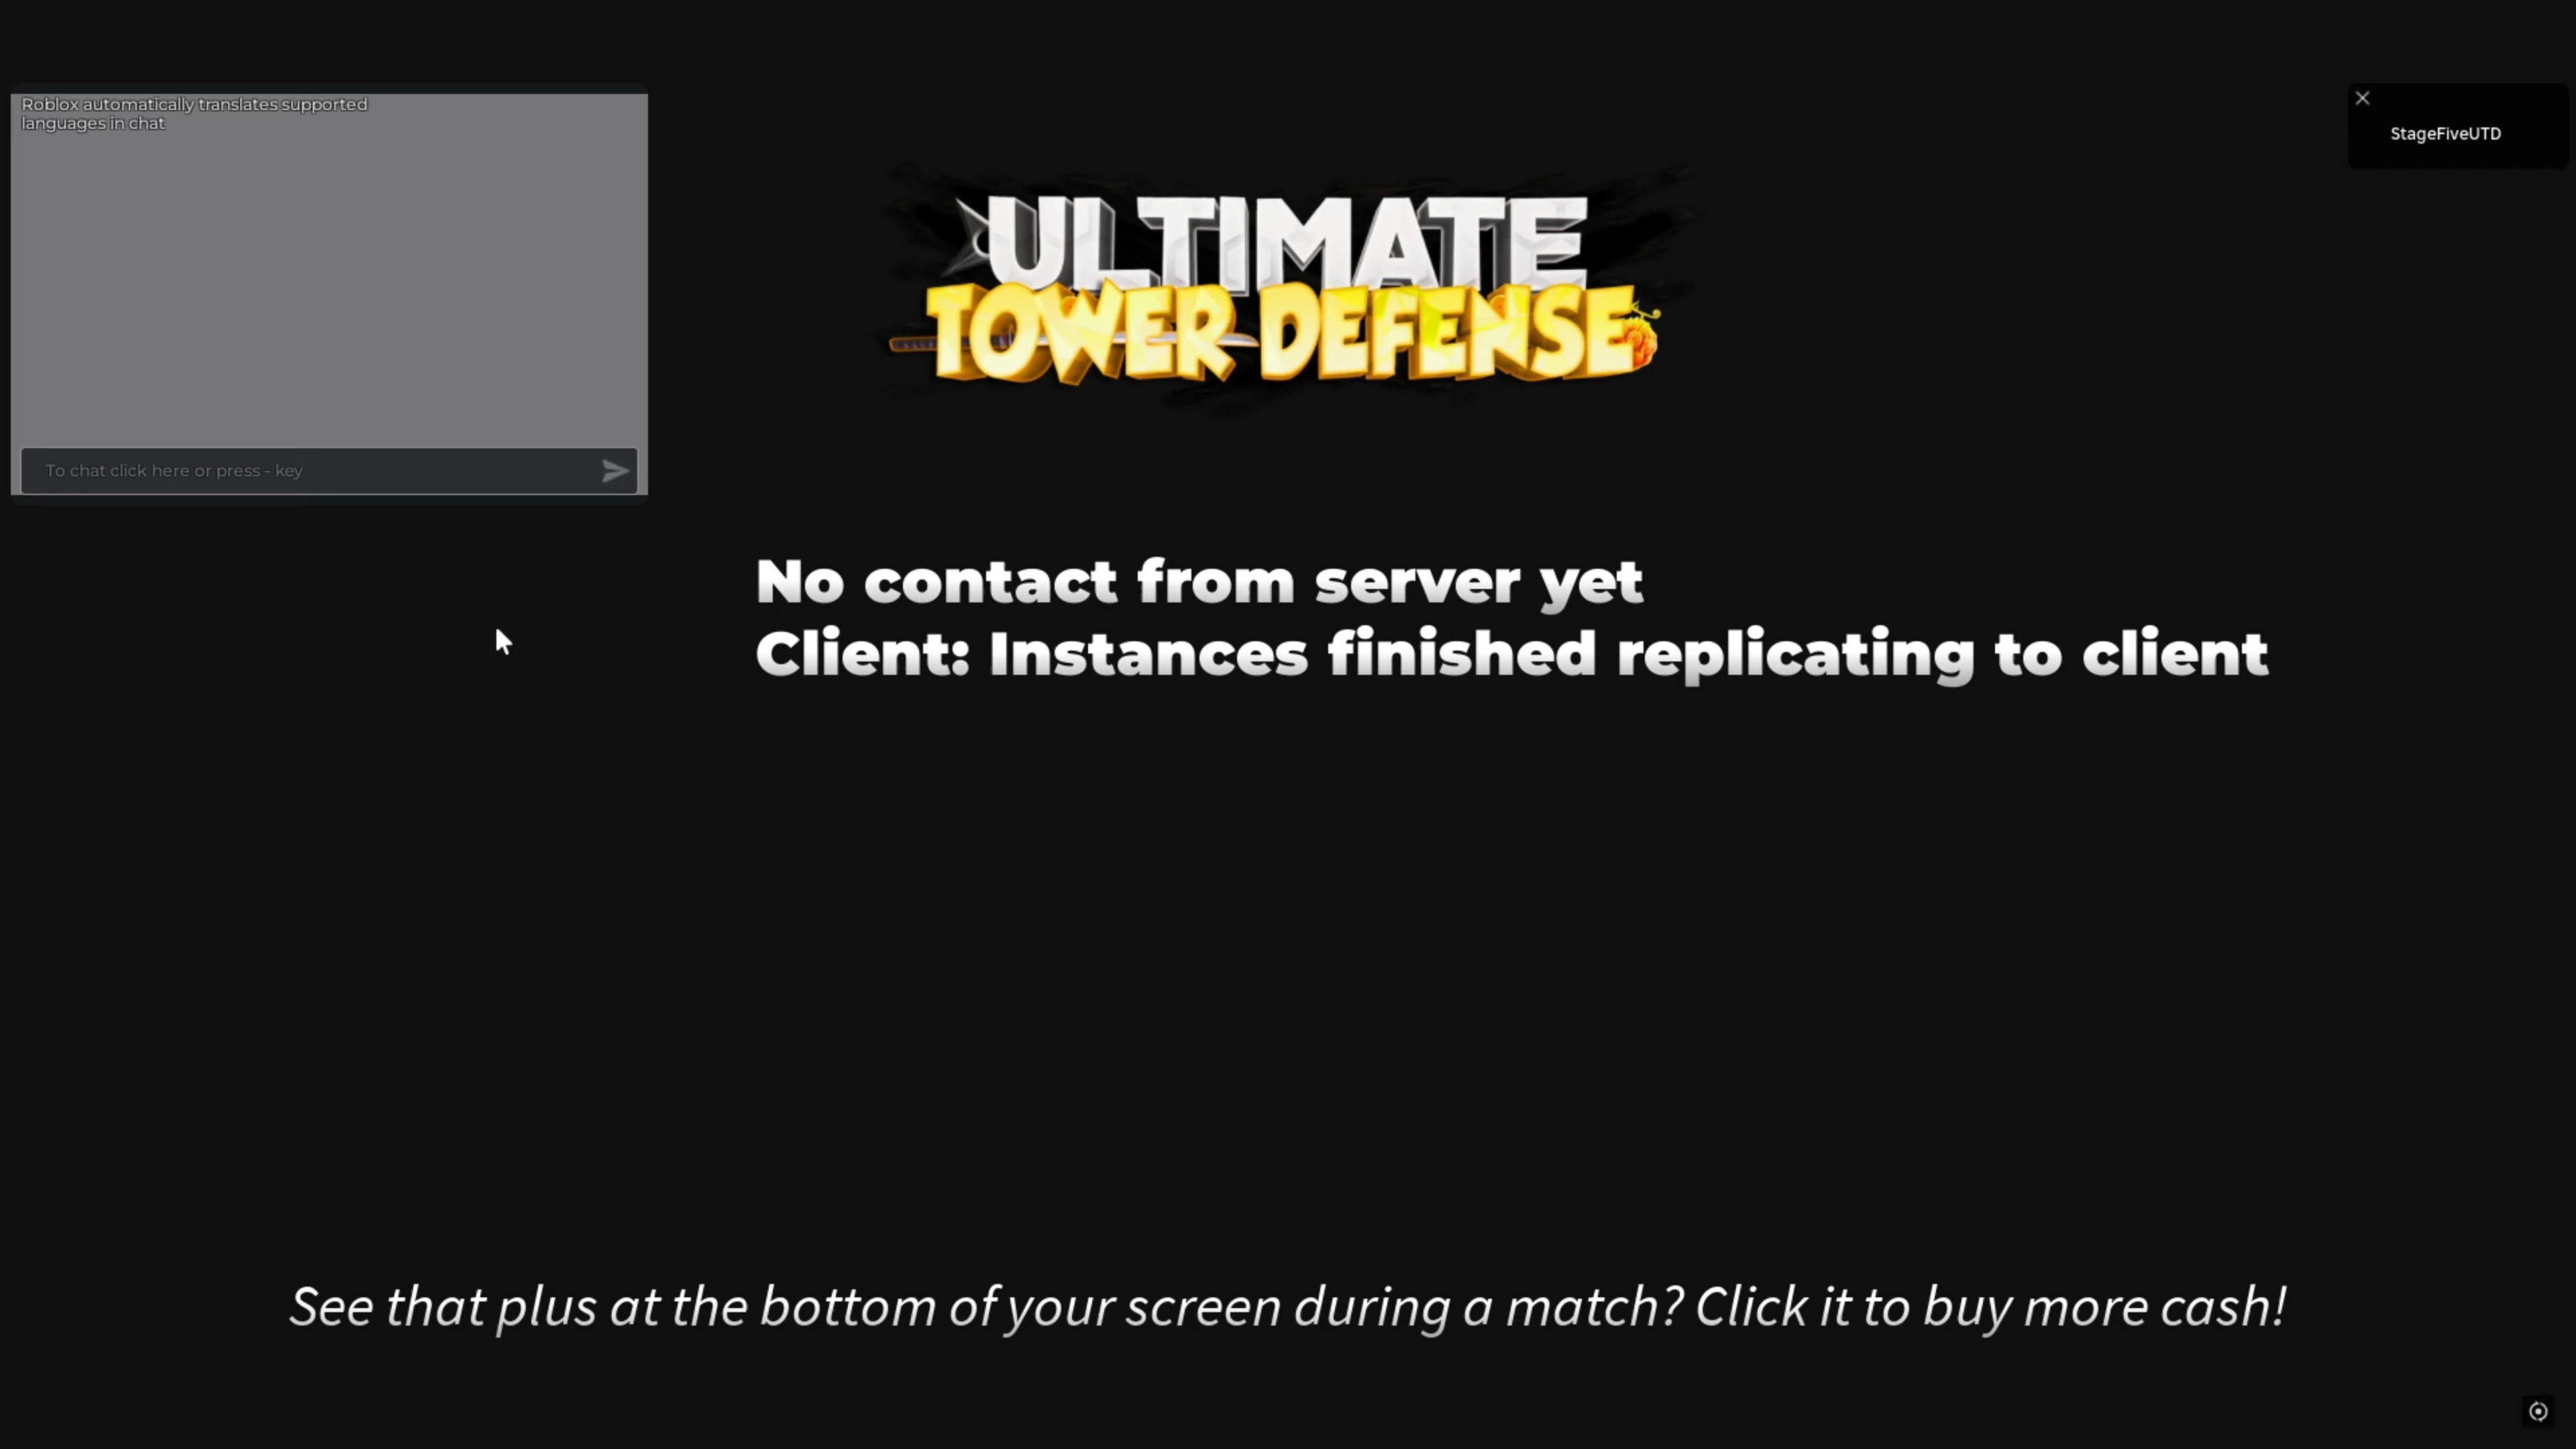 Roblox automatically translates supported
languages in chat
StageFiveUTD
ULTIMATE
TOWER DEFENSE
To chat click here or press - key
No contact from server yet
Client: Instances finished replicating to client
See that plus at the bottom of your screen during a match? Click it to buy more cash!